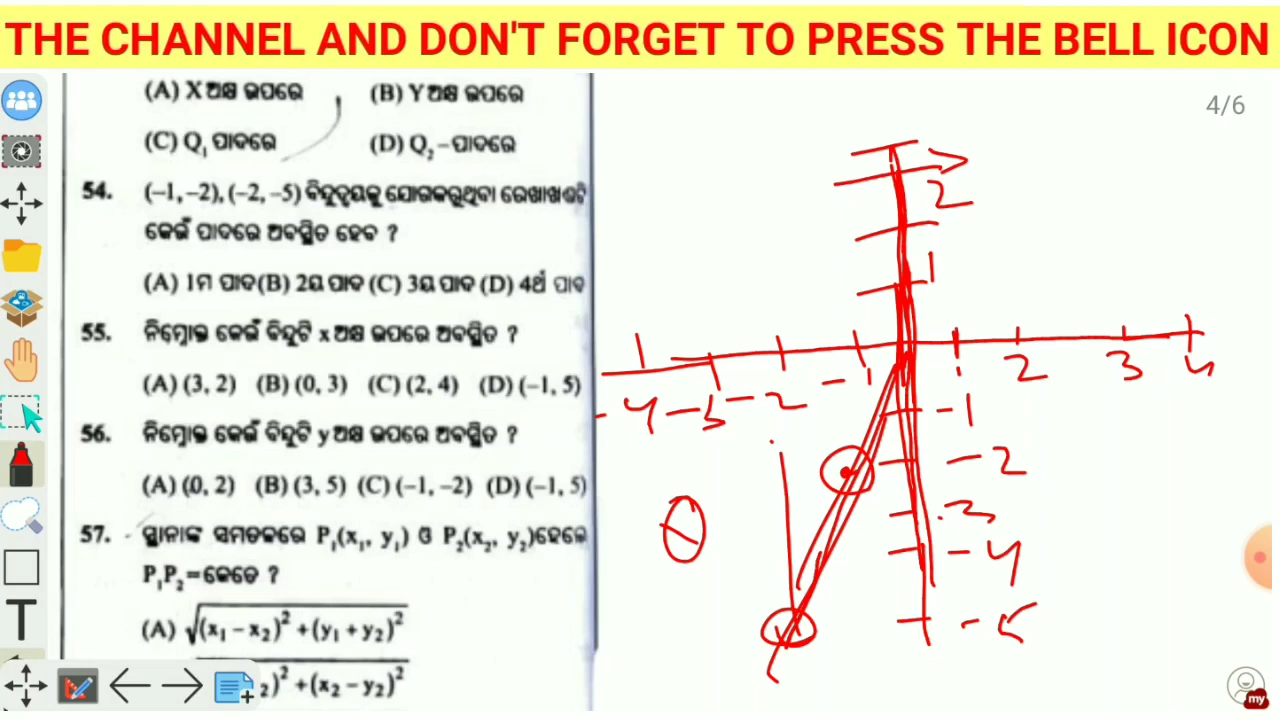 THE CHANNEL AND DON'T FORGET TO PRESS THE BELL ICON
4/6
(A) X ଅକ୍ଷ ଉପରେ (B) Y ଅକ୍ଷ ଉପରେ
(C) Q₁ ପାଦରେ (D) Q₂ – ପାଦରେ
54. (–1, –2), (–2, –5) ବିନ୍ଦୁଦ୍ୱୟକୁ ଯୋଗକରୁଥିବା ରେଖାଖଣ୍ଡଟି
କେଉଁ ପାଦରେ ଅବସ୍ଥିତ ହେବ ?
(A) 1ମ ପାଦ (B) 2ୟ ପାଦ (C) 3ୟ ପାଦ (D) 4ର୍ଥ ପାଦ
55. ନିମ୍ନୋକ୍ତ କେଉଁ ବିନ୍ଦୁଟି x ଅକ୍ଷ ଉପରେ ଅବସ୍ଥିତ ?
(A) (3, 2) (B) (0, 3) (C) (2, 4) (D) (–1, 5)
56. ନିମ୍ନୋକ୍ତ କେଉଁ ବିନ୍ଦୁଟି y ଅକ୍ଷ ଉପରେ ଅବସ୍ଥିତ ?
(A) (0, 2) (B) (3, 5) (C) (–1, –2) (D) (–1, 5)
57. - ସ୍ଥାନାଙ୍କ ସମତଳରେ P₁(x₁, y₁) ଓ P₂(x₂, y₂) ହେଲେ
P₁P₂ = କେତେ ?
(A) √(x₁ – x₂)² + (y₁ + y₂)²
₂)² + (x₂ – y₂)²
2
1
-4 -3 -2 -1 1 2 3 4
-1
-2
-3
-4
-5
T
my